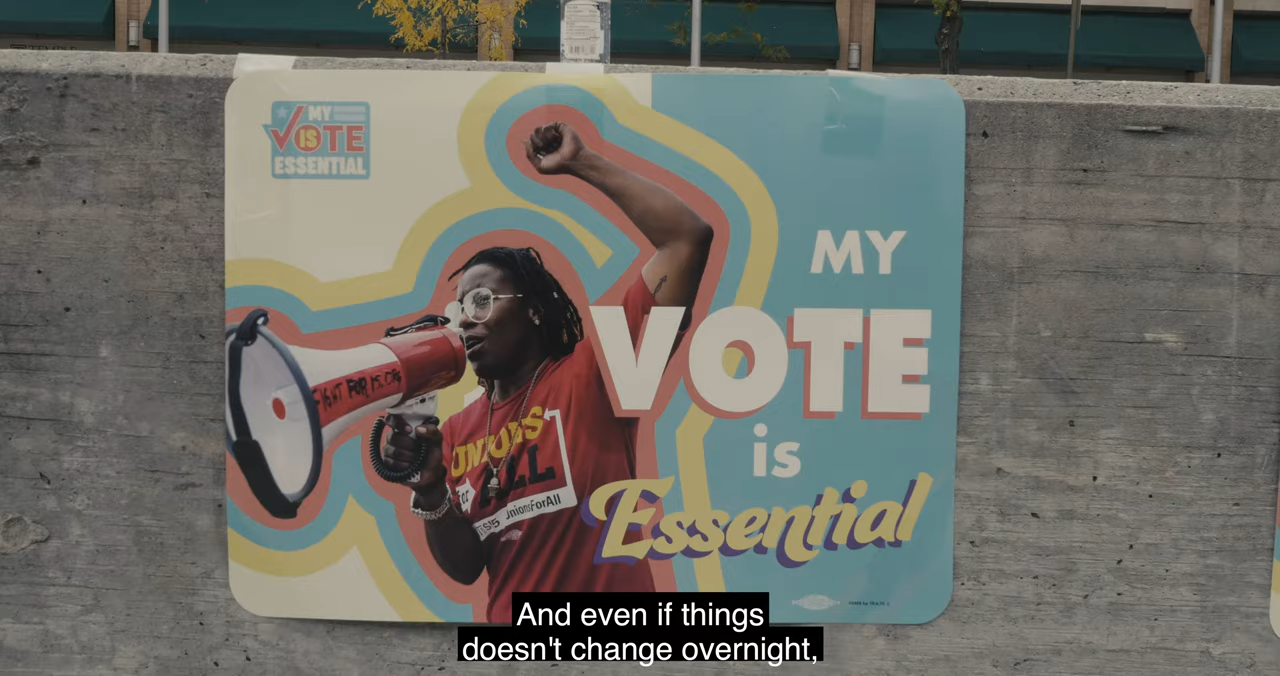 MY
VOTE
IS
ESSENTIAL
MY
VOTE
is
Essential
FIGHT FOR 15.ORG
UNIONS
For ALL
UnionsForAll
And even if things
doesn't change overnight,